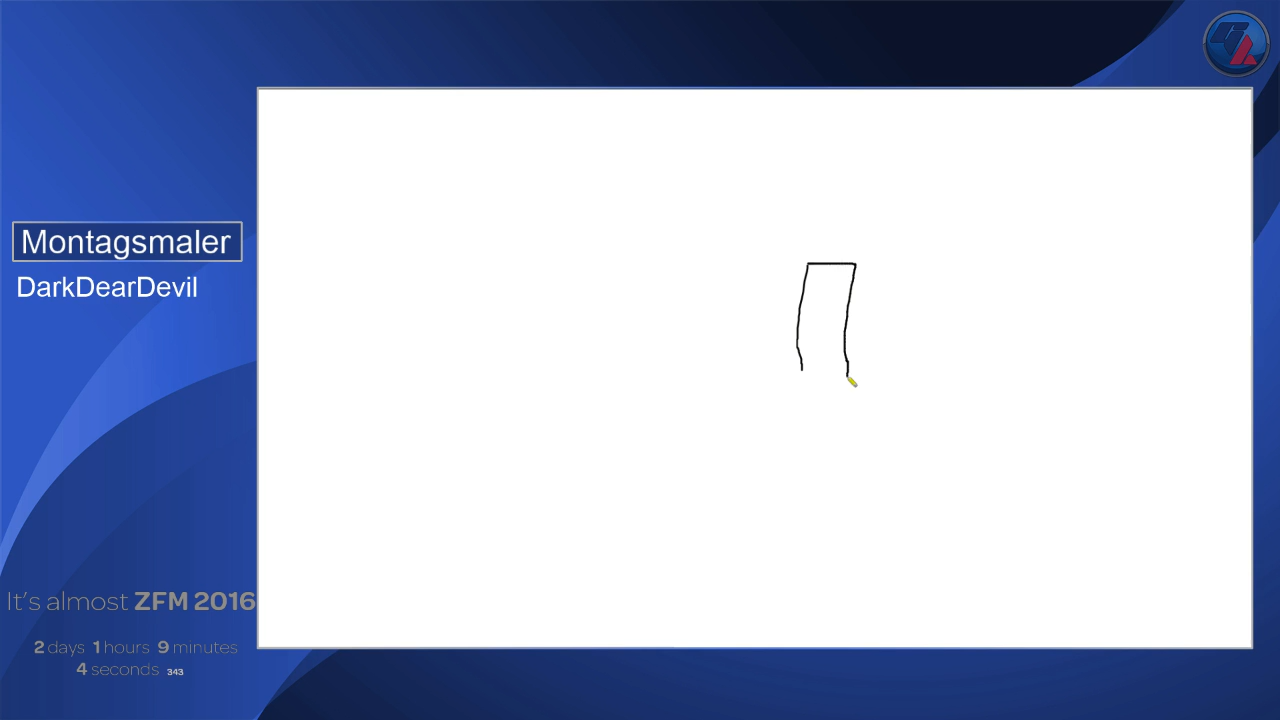 Montagsmaler
DarkDearDevil
It's almost ZFM 2016
2 days 1 hours 9 minutes
4 seconds 343